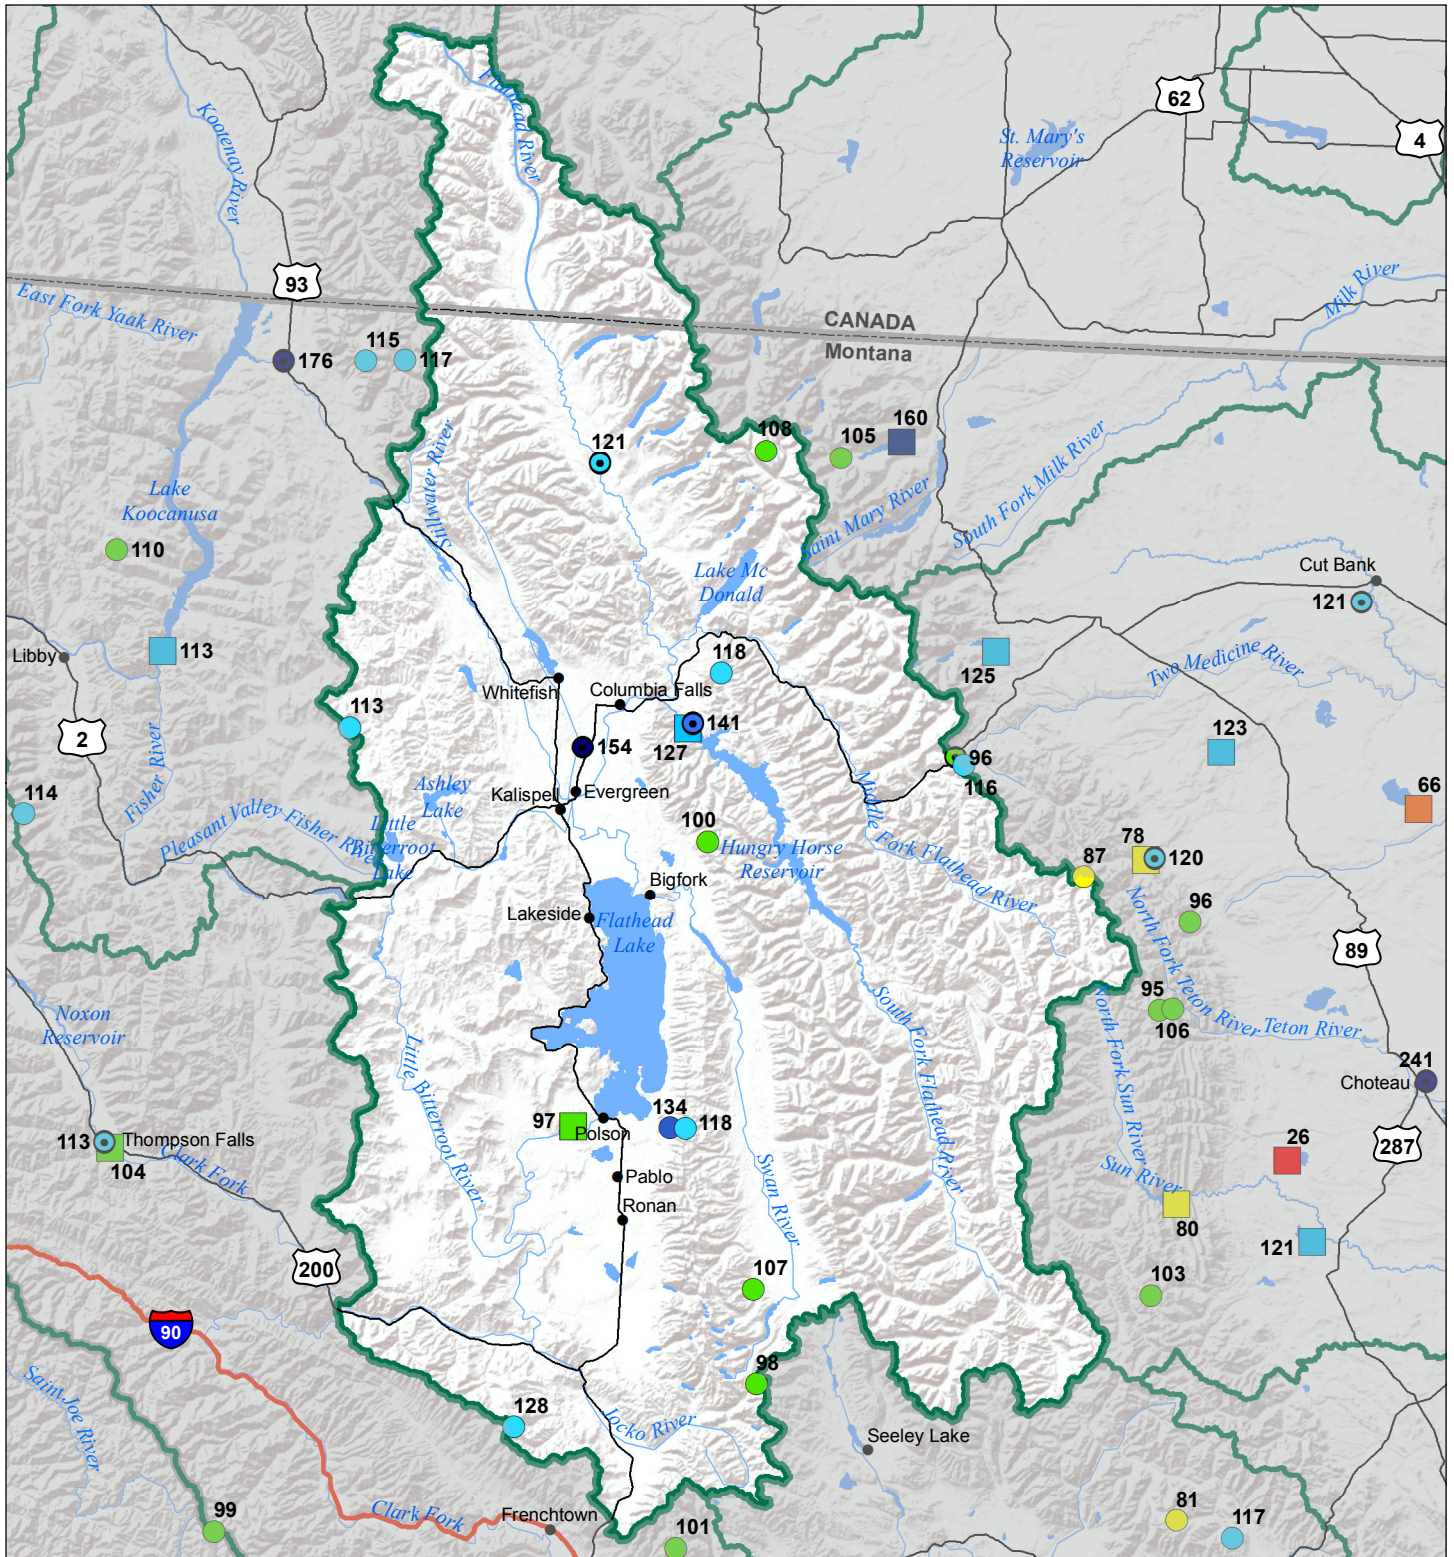 Flathead River
62
4
Kootenay River
St. Mary's
Reservoir
93
Milk River
East Fork Yaak River
CANADA
Montana
176
115
117
108
105
160
121
Stillwater River
Lake
Koocanusa
110
Saint Mary River
South Fork Milk River
Lake Mc
Donald
Cut Bank
121
Libby
113
118
125
Two Medicine River
Whitefish
Columbia Falls
113
2
141
127
154
123
96
116
66
Fisher River
114
Ashley
Lake
Kalispell
Evergreen
Pleasant Valley Fisher River
Little
Bitterroot
Lake
100
Hungry Horse
Reservoir
Middle Fork Flathead River
87
78
120
Bigfork
Lakeside
Flathead
Lake
96
North Fork Teton River
89
Noxon
Reservoir
95
106
Teton River
South Fork Flathead River
North Fork Sun River
Little Bitterroot River
241
Choteau
97
Polson
134
118
113
Thompson Falls
104
Clark Fork
287
26
Pablo
Swan River
Sun River
Ronan
80
121
200
107
103
90
98
Saint Joe River
128
Jocko River
Seeley Lake
99
Clark Fork
Frenchtown
101
81
117